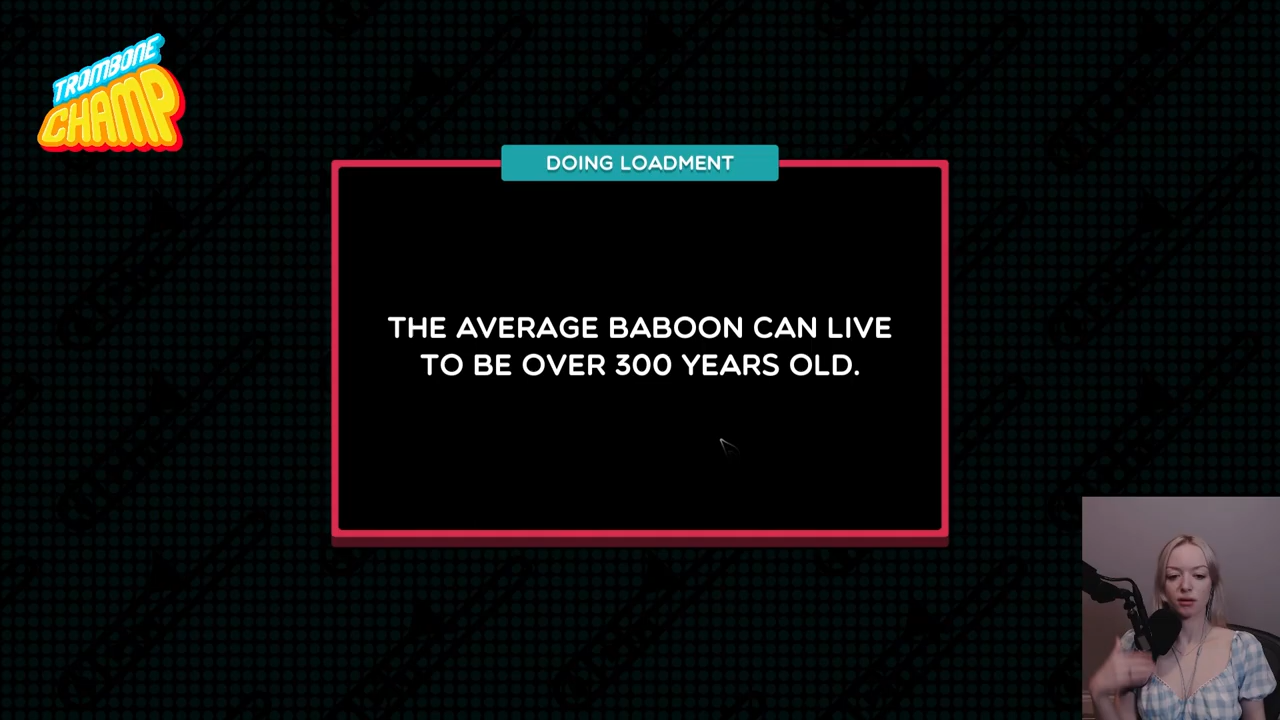 TROMBONE
CHAMP
DOING LOADMENT
THE AVERAGE BABOON CAN LIVE
TO BE OVER 300 YEARS OLD.